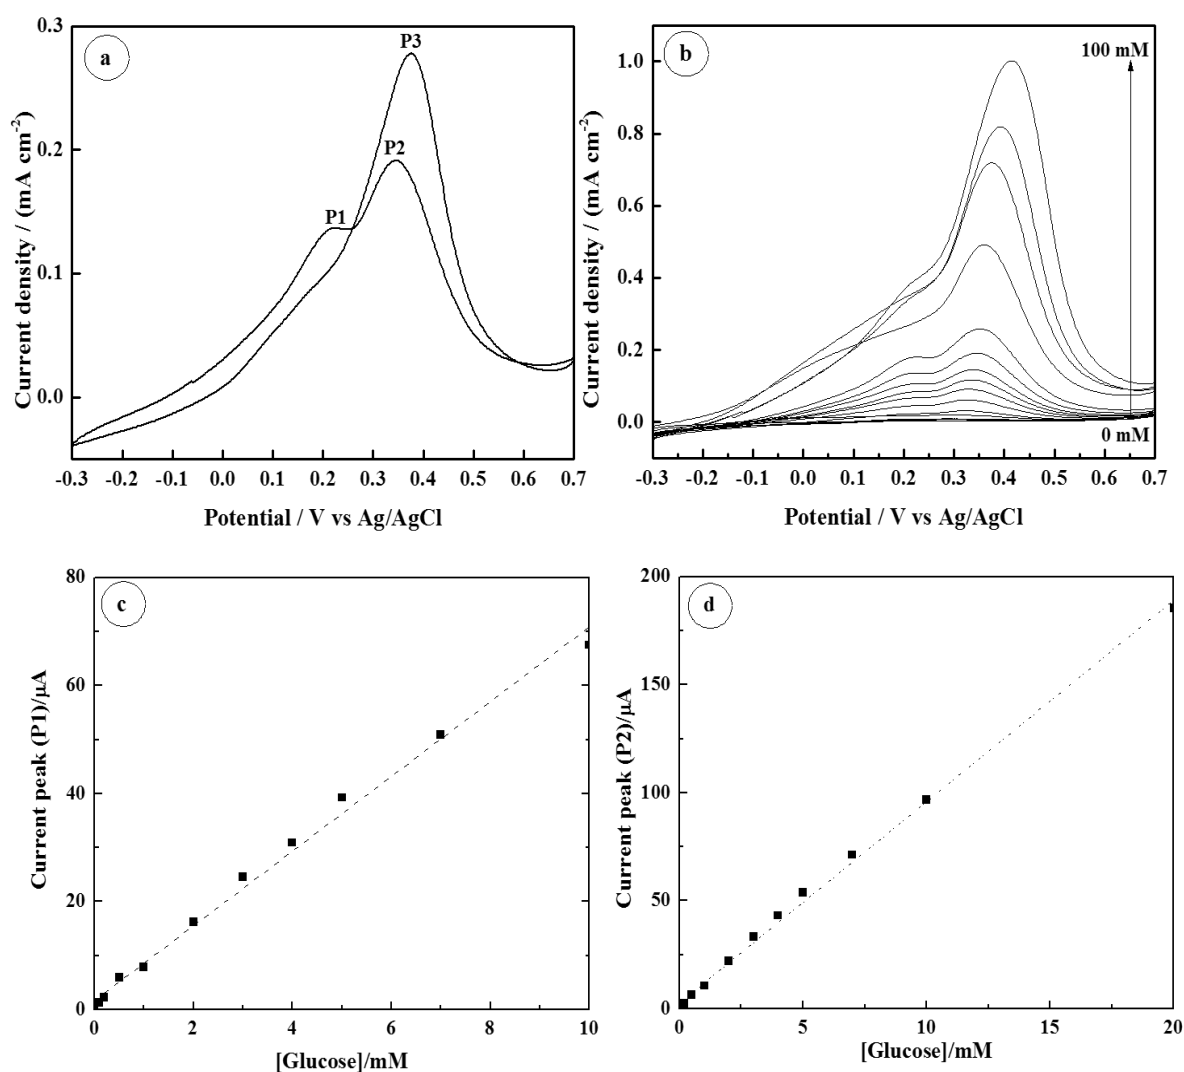 a
P1
P2
P3
0.3
0.2
0.1
0.0
-0.3 -0.2 -0.1 0.0 0.1 0.2 0.3 0.4 0.5 0.6 0.7
Current density / (mA cm⁻²)
Potential / V vs Ag/AgCl
b
100 mM
0 mM
1.0
0.8
0.6
0.4
0.2
0.0
-0.3 -0.2 -0.1 0.0 0.1 0.2 0.3 0.4 0.5 0.6 0.7
Current density / (mA cm⁻²)
Potential / V vs Ag/AgCl
c
80
60
40
20
0
0 2 4 6 8 10
Current peak (P1)/μA
[Glucose]/mM
d
200
150
100
50
0
0 5 10 15 20
Current peak (P2)/μA
[Glucose]/mM